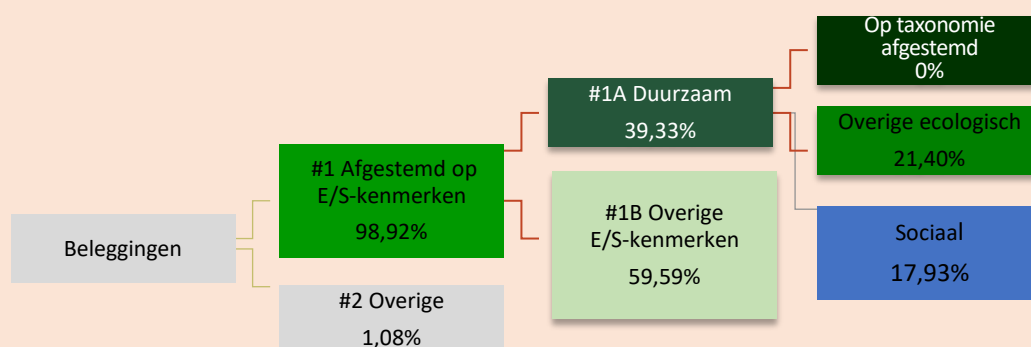 Beleggingen
#1 Afgestemd op
E/S-kenmerken
98,92%
#2 Overige
1,08%
#1A Duurzaam
39,33%
#1B Overige
E/S-kenmerken
59,59%
Op taxonomie
afgestemd
0%
Overige ecologisch
21,40%
Sociaal
17,93%